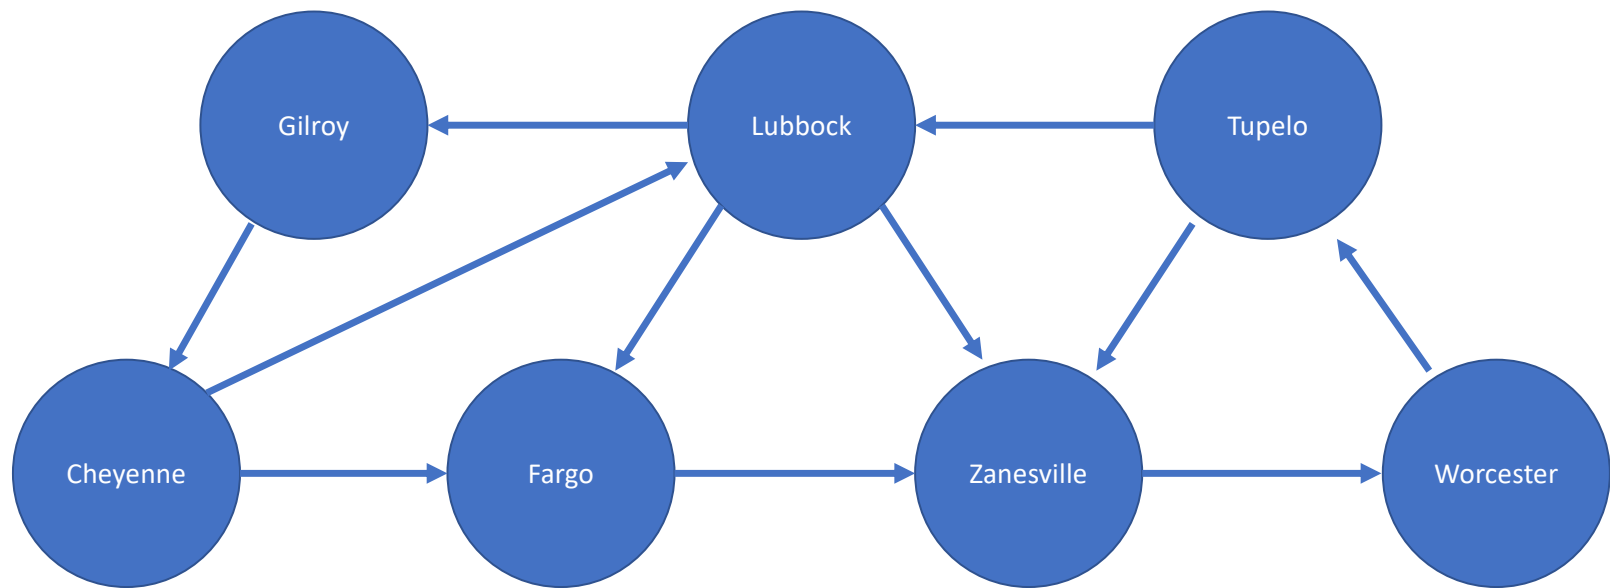 Gilroy
Lubbock
Tupelo
Cheyenne
Fargo
Zanesville
Worcester